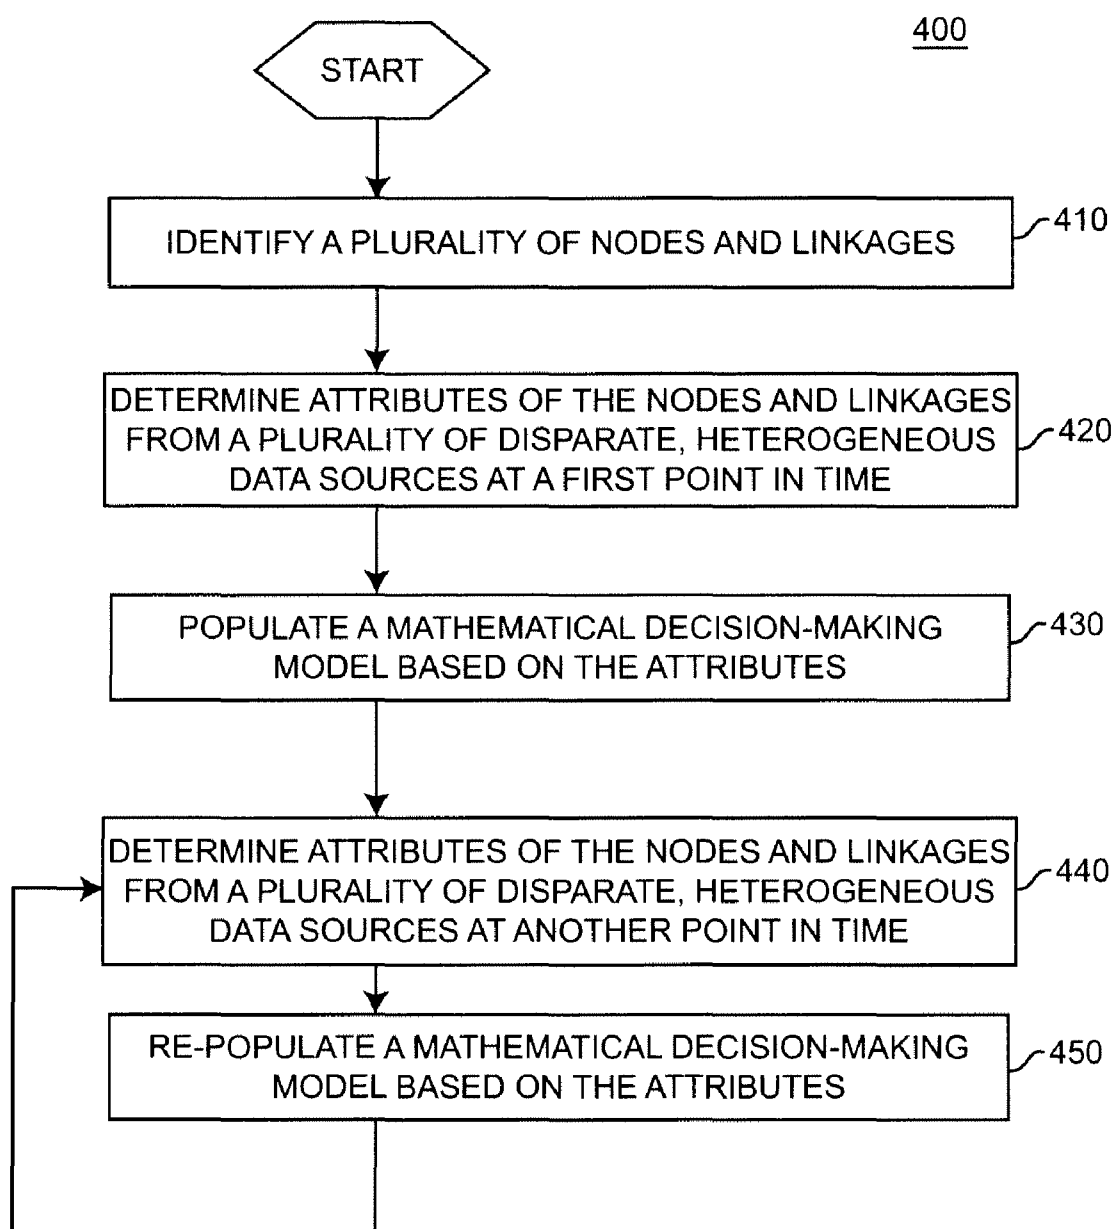 400
START
IDENTIFY A PLURALITY OF NODES AND LINKAGES
410
DETERMINE ATTRIBUTES OF THE NODES AND LINKAGES
FROM A PLURALITY OF DISPARATE, HETEROGENEOUS
DATA SOURCES AT A FIRST POINT IN TIME
420
POPULATE A MATHEMATICAL DECISION-MAKING
MODEL BASED ON THE ATTRIBUTES
430
DETERMINE ATTRIBUTES OF THE NODES AND LINKAGES
FROM A PLURALITY OF DISPARATE, HETEROGENEOUS
DATA SOURCES AT ANOTHER POINT IN TIME
440
RE-POPULATE A MATHEMATICAL DECISION-MAKING
MODEL BASED ON THE ATTRIBUTES
450